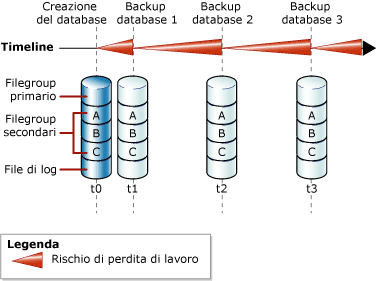 Creazione
del database
Backup
database 1
Backup
database 2
Backup
database 3
Timeline
Filegroup
primario
Filegroup
secondari
File di log
A
B
C
A
B
C
A
B
C
A
B
C
t0
t1
t2
t3
Legenda
Rischio di perdita di lavoro